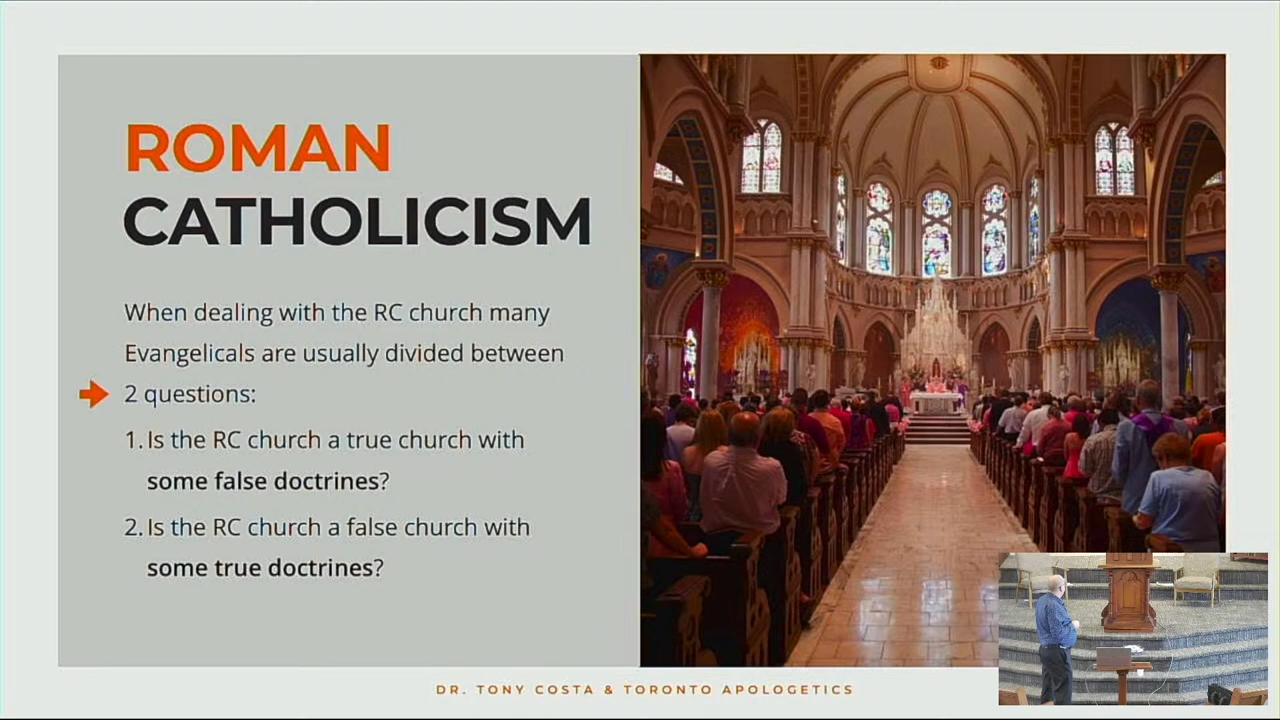 ROMAN
CATHOLICISM
When dealing with the RC church many
Evangelicals are usually divided between
2 questions:
1. Is the RC church a true church with
some false doctrines?
2. Is the RC church a false church with
some true doctrines?
DR. TONY COSTA & TORONTO APOLOGETICS